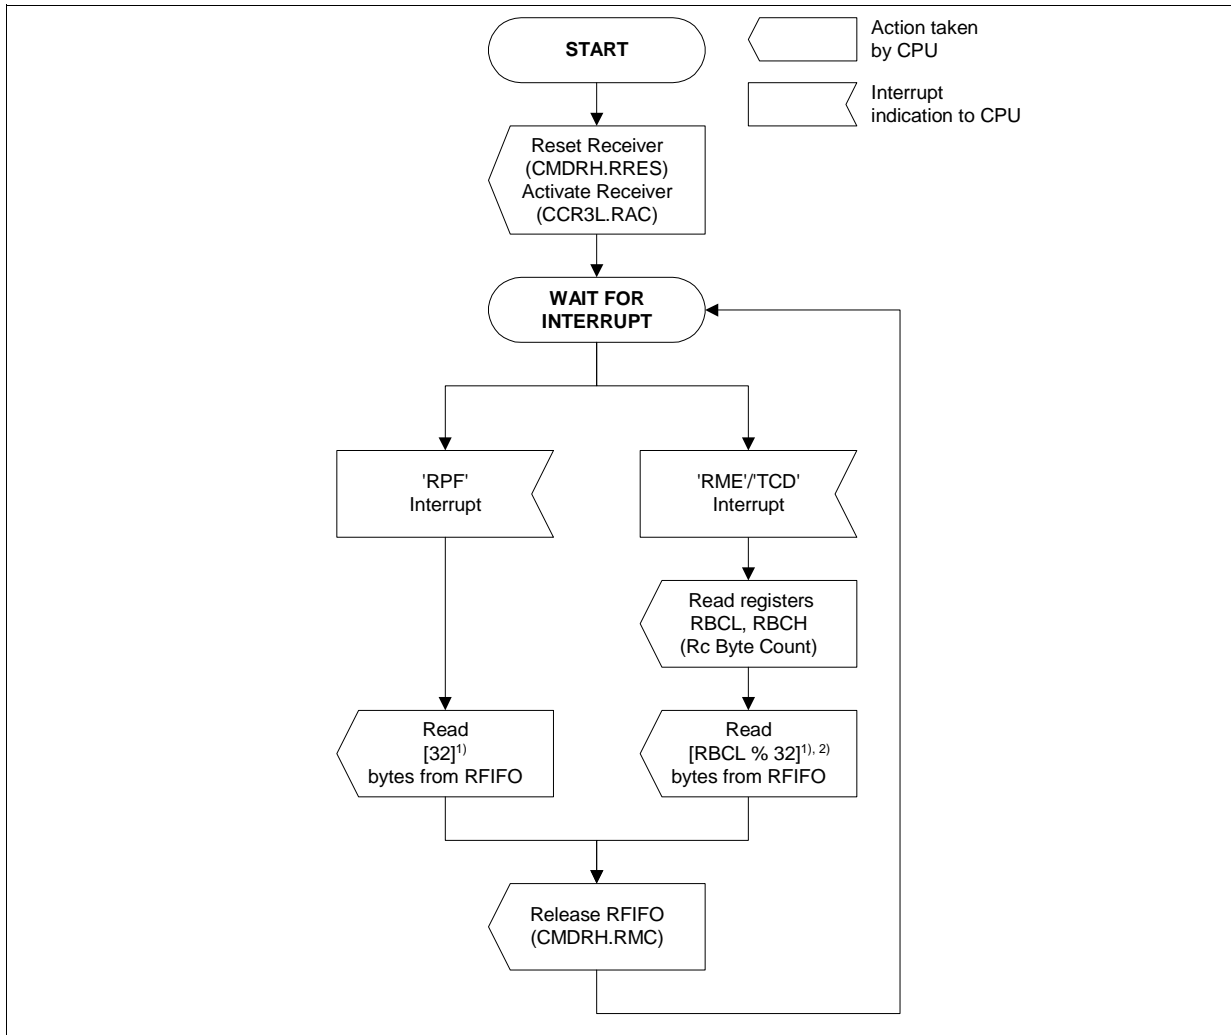 START
Action taken
by CPU
Interrupt
indication to CPU
Reset Receiver
(CMDRH.RRES)
Activate Receiver
(CCR3L.RAC)
WAIT FOR
INTERRUPT
'RPF'
Interrupt
'RME'/'TCD'
Interrupt
Read registers
RBCL, RBCH
(Rc Byte Count)
Read
[32]1)
bytes from RFIFO
Read
[RBCL % 32]1), 2)
bytes from RFIFO
Release RFIFO
(CMDRH.RMC)